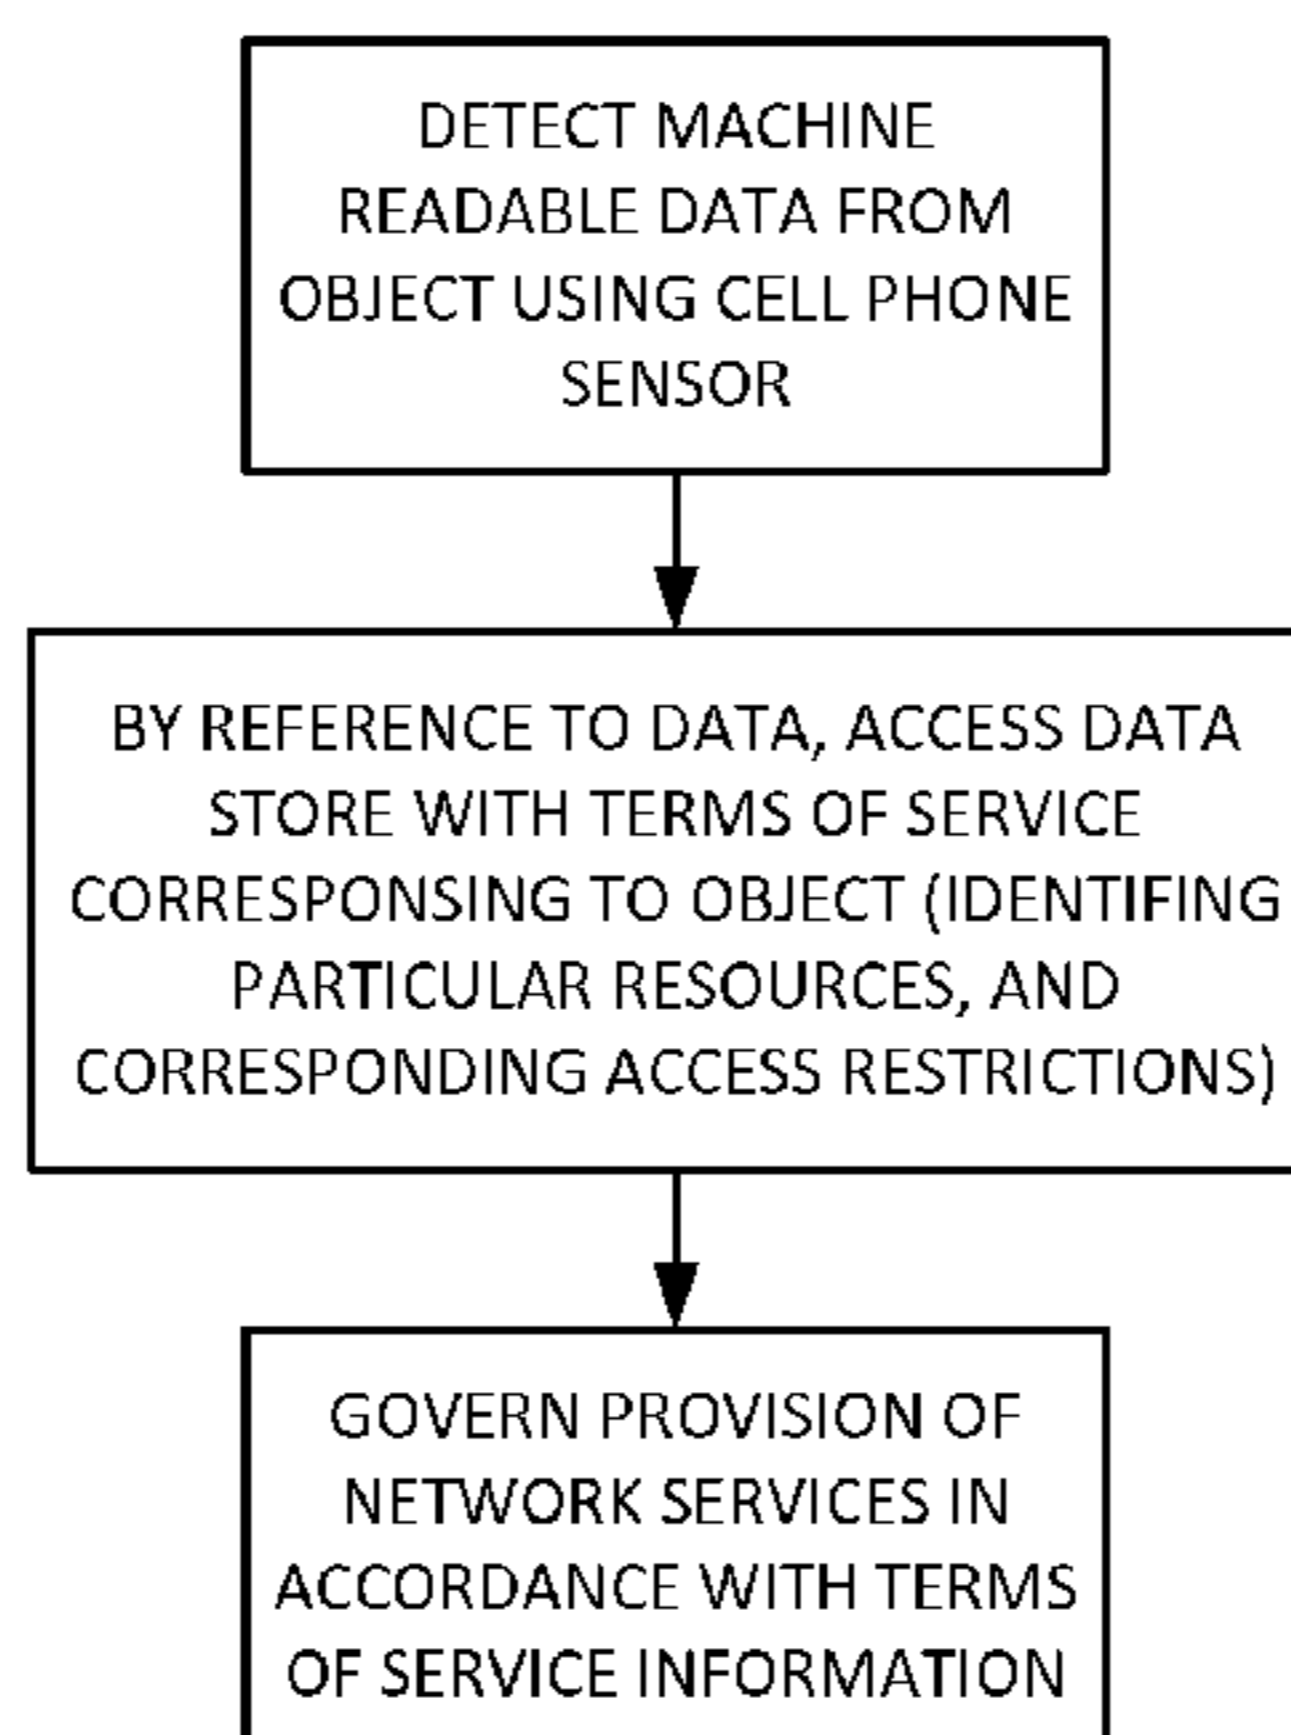 DETECT MACHINE
READABLE DATA FROM
OBJECT USING CELL PHONE
SENSOR
BY REFERENCE TO DATA, ACCESS DATA
STORE WITH TERMS OF SERVICE
CORRESPONSING TO OBJECT (IDENTIFING
PARTICULAR RESOURCES, AND
CORRESPONDING ACCESS RESTRICTIONS)
GOVERN PROVISION OF
NETWORK SERVICES IN
ACCORDANCE WITH TERMS
OF SERVICE INFORMATION